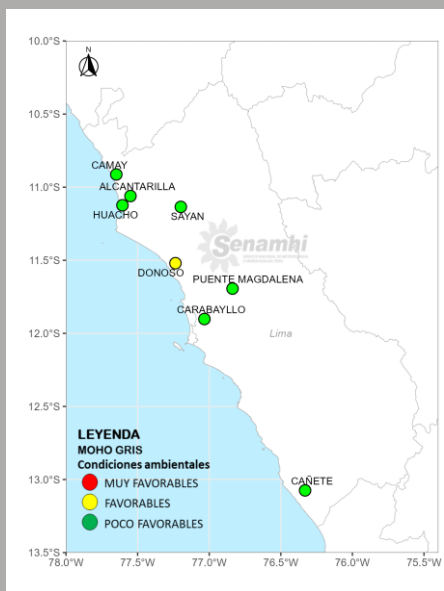 10.0°S
N
10.5°S
CAMAY
11.0°S
ALCANTARILLA
HUACHO
SAYAN
Senamhi
11.5°S
DONOSO
PUENTE MAGDALENA
CARABAYLLO
12.0°S
Lima
12.5°S
LEYENDA
MOHO GRIS
Condiciones ambientales
CAÑETE
13.0°S
MUY FAVORABLES
FAVORABLES
POCO FAVORABLES
13.5°S
78.0°W 77.5°W 77.0°W 76.5°W 76.0°W 75.5°W